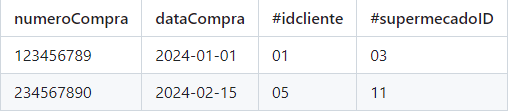 numeroCompra dataCompra #idcliente #supermecadoID
123456789 2024-01-01 01 03
234567890 2024-02-15 05 11